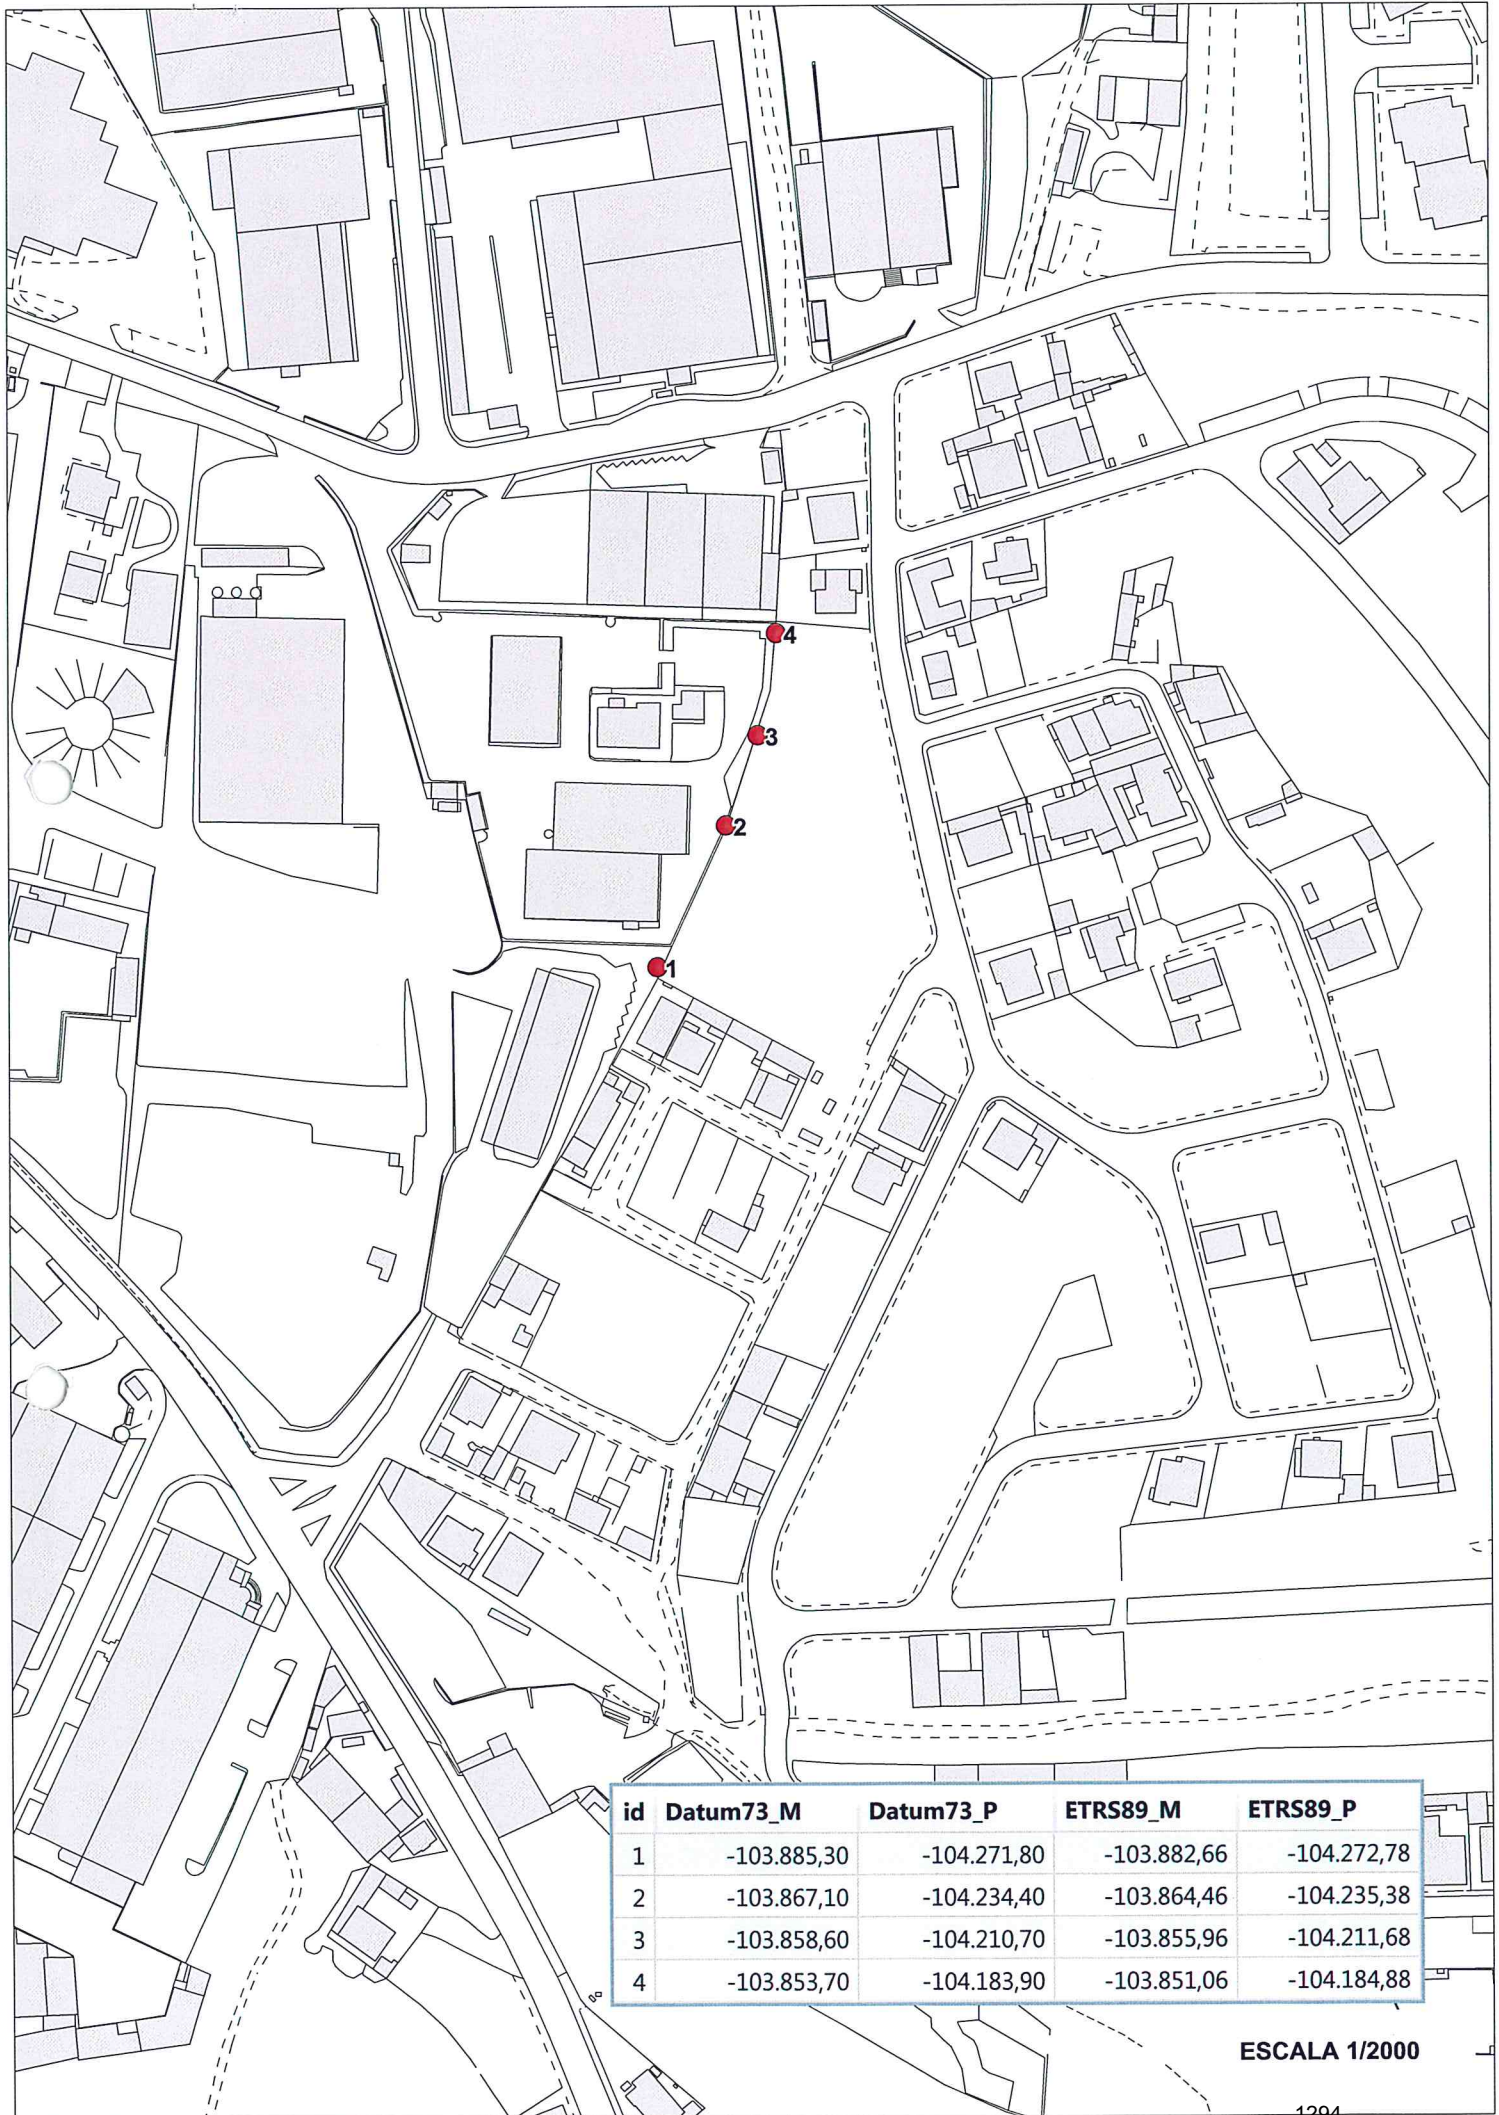 4
3
2
1
id Datum73_M Datum73_P ETRS89_M ETRS89_P
1 -103.885,30 -104.271,80 -103.882,66 -104.272,78
2 -103.867,10 -104.234,40 -103.864,46 -104.235,38
3 -103.858,60 -104.210,70 -103.855,96 -104.211,68
4 -103.853,70 -104.183,90 -103.851,06 -104.184,88
ESCALA 1/2000
1294